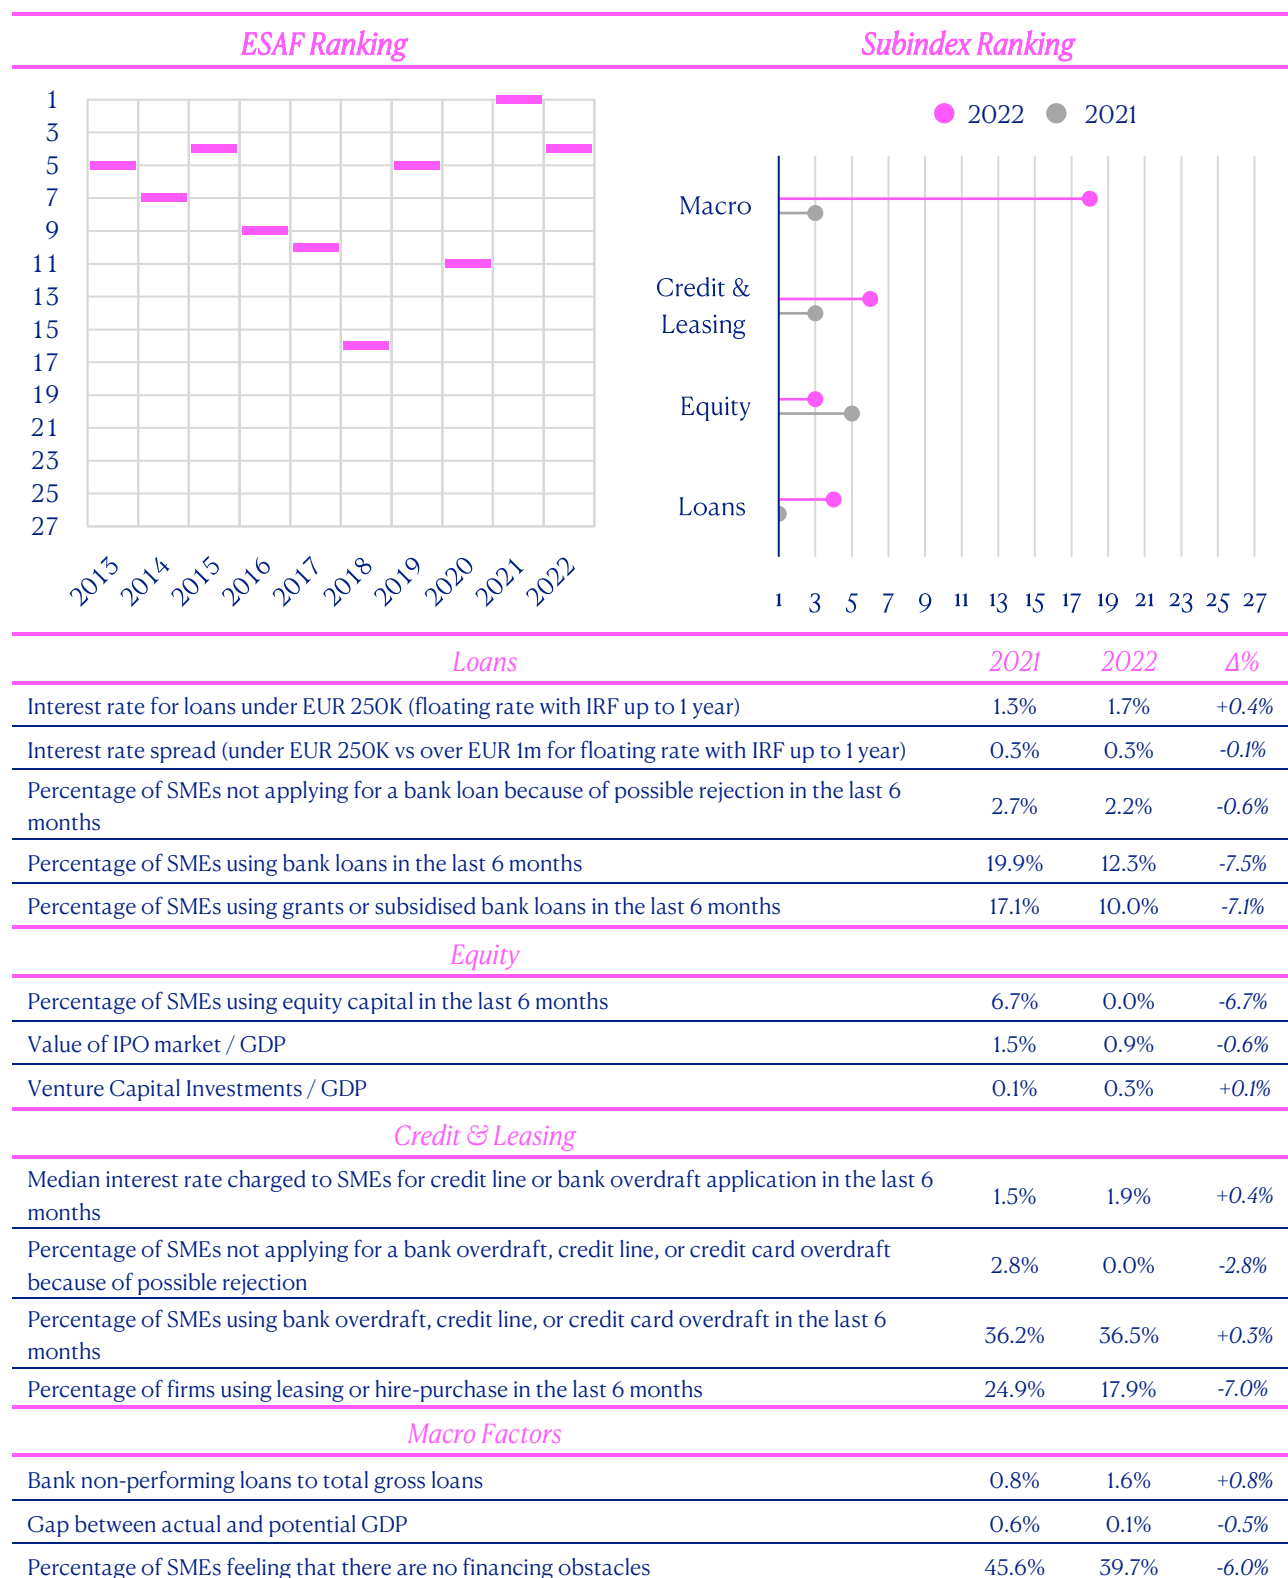 ESAF Ranking
Subindex Ranking
1
3
5
7
9
11
13
15
17
19
21
23
25
27
2013
2014
2015
2016
2017
2018
2019
2020
2021
2022
2022
2021
Macro
Credit &
Leasing
Equity
Loans
1 3 5 7 9 11 13 15 17 19 21 23 25 27
Loans 2021 2022 Δ%
Interest rate for loans under EUR 250K (floating rate with IRF up to 1 year) 1.3% 1.7% +0.4%
Interest rate spread (under EUR 250K vs over EUR 1m for floating rate with IRF up to 1 year) 0.3% 0.3% -0.1%
Percentage of SMEs not applying for a bank loan because of possible rejection in the last 6
months 2.7% 2.2% -0.6%
Percentage of SMEs using bank loans in the last 6 months 19.9% 12.3% -7.5%
Percentage of SMEs using grants or subsidised bank loans in the last 6 months 17.1% 10.0% -7.1%
Equity
Percentage of SMEs using equity capital in the last 6 months 6.7% 0.0% -6.7%
Value of IPO market / GDP 1.5% 0.9% -0.6%
Venture Capital Investments / GDP 0.1% 0.3% +0.1%
Credit & Leasing
Median interest rate charged to SMEs for credit line or bank overdraft application in the last 6
months 1.5% 1.9% +0.4%
Percentage of SMEs not applying for a bank overdraft, credit line, or credit card overdraft
because of possible rejection 2.8% 0.0% -2.8%
Percentage of SMEs using bank overdraft, credit line, or credit card overdraft in the last 6
months 36.2% 36.5% +0.3%
Percentage of firms using leasing or hire-purchase in the last 6 months 24.9% 17.9% -7.0%
Macro Factors
Bank non-performing loans to total gross loans 0.8% 1.6% +0.8%
Gap between actual and potential GDP 0.6% 0.1% -0.5%
Percentage of SMEs feeling that there are no financing obstacles 45.6% 39.7% -6.0%